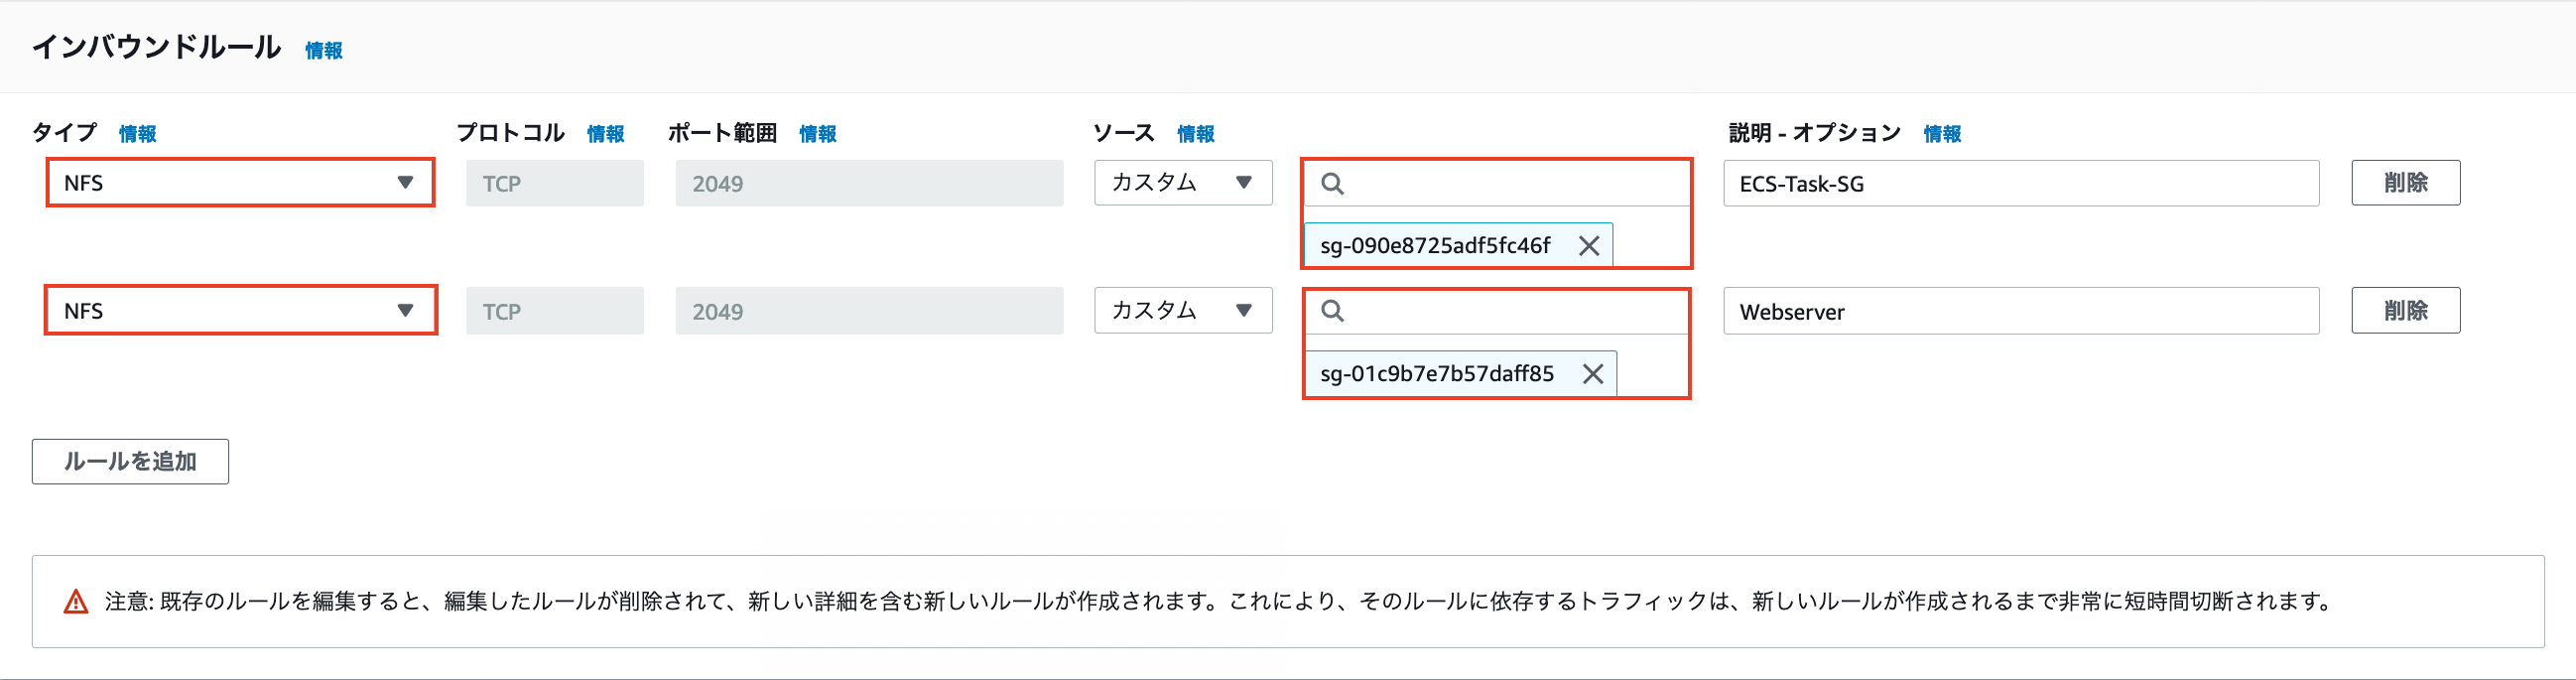 インバウンドルール 情報
タイプ 情報 プロトコル 情報 ポート範囲 情報 ソース 情報 説明 - オプション 情報
NFS TCP 2049 カスタム ECS-Task-SG 削除
sg-090e8725adf5fc46f
NFS TCP 2049 カスタム Webserver 削除
sg-01c9b7e7b57daff85
ルールを追加
注意: 既存のルールを編集すると、編集したルールが削除されて、新しい詳細を含む新しいルールが作成されます。これにより、そのルールに依存するトラフィックは、新しいルールが作成されるまで非常に短時間切断されます。